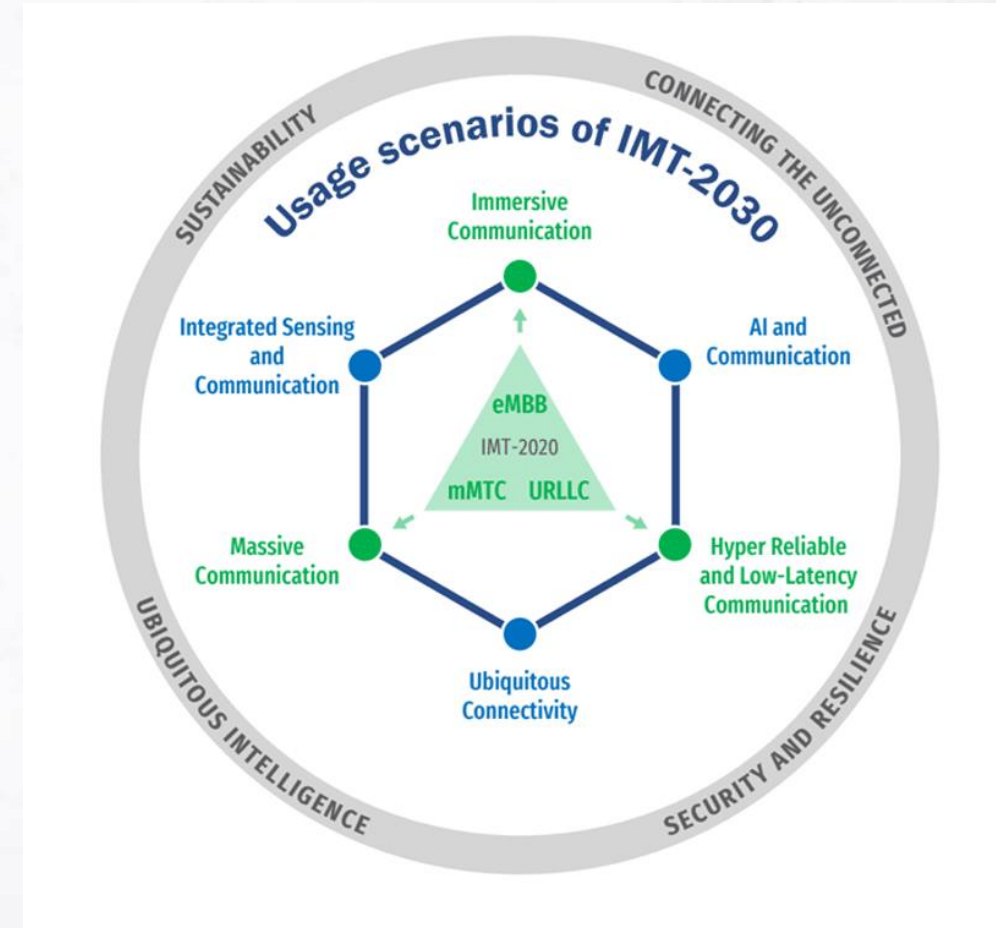 SUSTAINABILITY
CONNECTING THE UNCONNECTED
Usage scenarios of IMT-2030
Immersive
Communication
Integrated Sensing
and
Communication
AI and
Communication
eMBB
IMT-2020
mMTC URLLC
Massive
Communication
Hyper Reliable
and Low-Latency
Communication
Ubiquitous
Connectivity
UBIQUITOUS INTELLIGENCE
SECURITY AND RESILIENCE